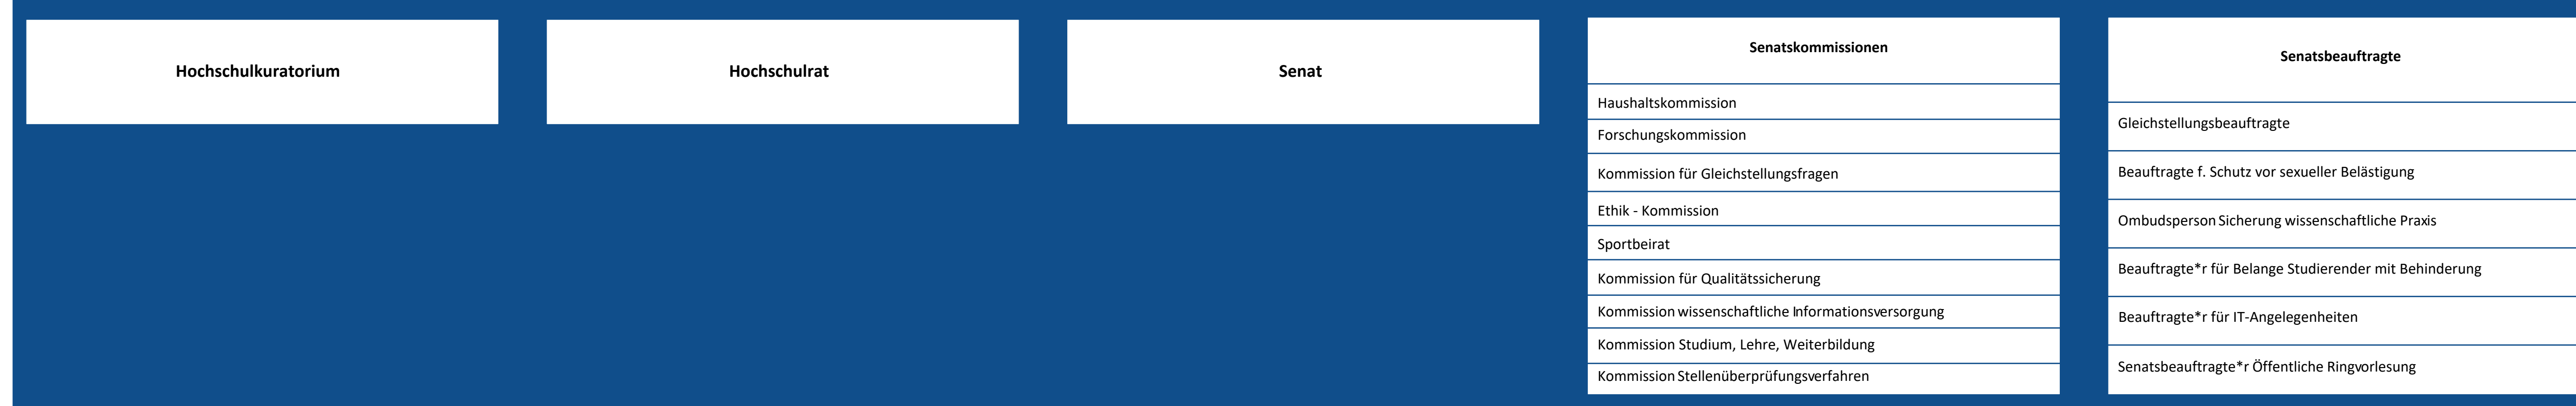 Hochschulkuratorium
Hochschulrat
Senat
Senatskommissionen
Haushaltskommission
Forschungskommission
Kommission für Gleichstellungsfragen
Ethik - Kommission
Sportbeirat
Kommission für Qualitätssicherung
Kommission wissenschaftliche Informationsversorgung
Kommission Studium, Lehre, Weiterbildung
Kommission Stellenüberprüfungsverfahren
Senatsbeauftragte
Gleichstellungsbeauftragte
Beauftragte f. Schutz vor sexueller Belästigung
Ombudsperson Sicherung wissenschaftliche Praxis
Beauftragte*r für Belange Studierender mit Behinderung
Beauftragte*r für IT-Angelegenheiten
Senatsbeauftragte*r Öffentliche Ringvorlesung